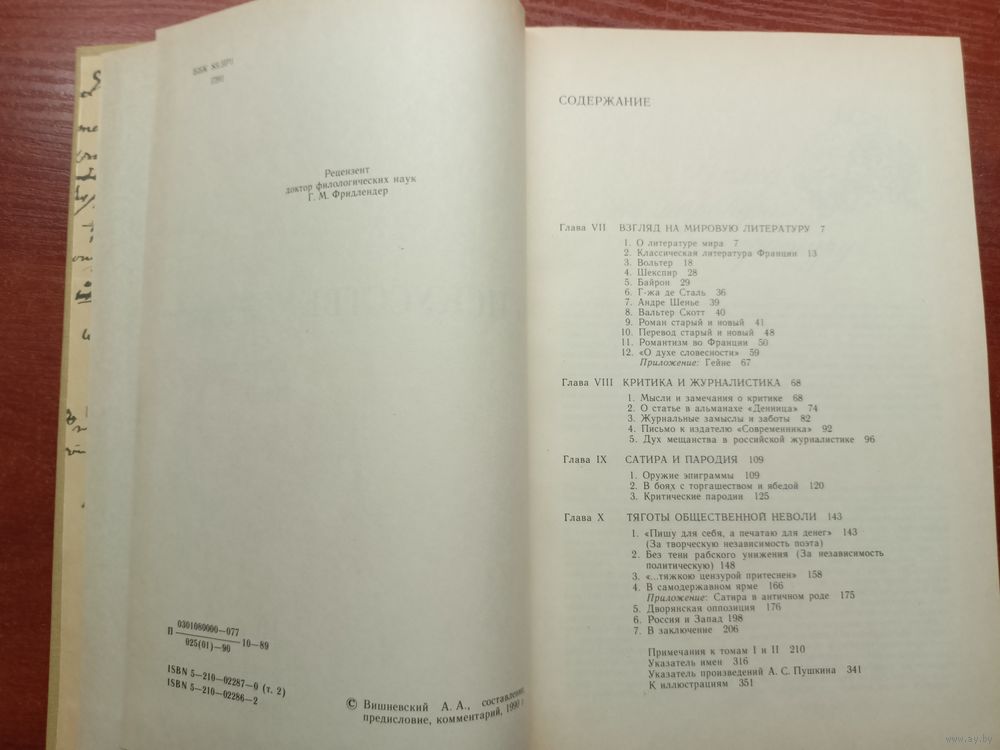 ББК
Рецензент
доктор филологических наук
Г. М. Фридлендер
0301080000—077
П 10—89
025(01)—90
ISBN 5—210—02287—0 (т. 2)
ISBN 5—210—02286—2
© Вишневский А. А., составление,
предисловие, комментарий, 1990 г
СОДЕРЖАНИЕ
Глава VII ВЗГЛЯД НА МИРОВУЮ ЛИТЕРАТУРУ 7
1. О литературе мира 7
2. Классическая литература Франции 13
3. Вольтер 18
4. Шекспир 28
5. Байрон 29
6. Г-жа де Сталь 36
7. Андре Шенье 39
8. Вальтер Скотт 40
9. Роман старый и новый 41
10. Перевод старый и новый 48
11. Романтизм во Франции 50
12. «О духе словесности» 59
Приложение: Гейне 67
Глава VIII КРИТИКА И ЖУРНАЛИСТИКА 68
1. Мысли и замечания о критике 68
2. О статье в альманахе «Денница» 74
3. Журнальные замыслы и заботы 82
4. Письмо к издателю «Современника» 92
5. Дух мещанства в российской журналистике 96
Глава IX САТИРА И ПАРОДИЯ 109
1. Оружие эпиграммы 109
2. В боях с торгашеством и ябедой 120
3. Критические пародии 125
Глава X ТЯГОТЫ ОБЩЕСТВЕННОЙ НЕВОЛИ 143
1. «Пишу для себя, а печатаю для денег» 143
(За творческую независимость поэта)
2. Без тени рабского унижения (За независимость
политическую) 148
3. «...тяжкою цензурой притеснен» 158
4. В самодержавном ярме 166
Приложение: Сатира в античном роде 175
5. Дворянская оппозиция 176
6. Россия и Запад 198
7. В заключение 206
Примечания к томам I и II 210
Указатель имен 316
Указатель произведений А. С. Пушкина 341
К иллюстрациям 351
www.ay.by